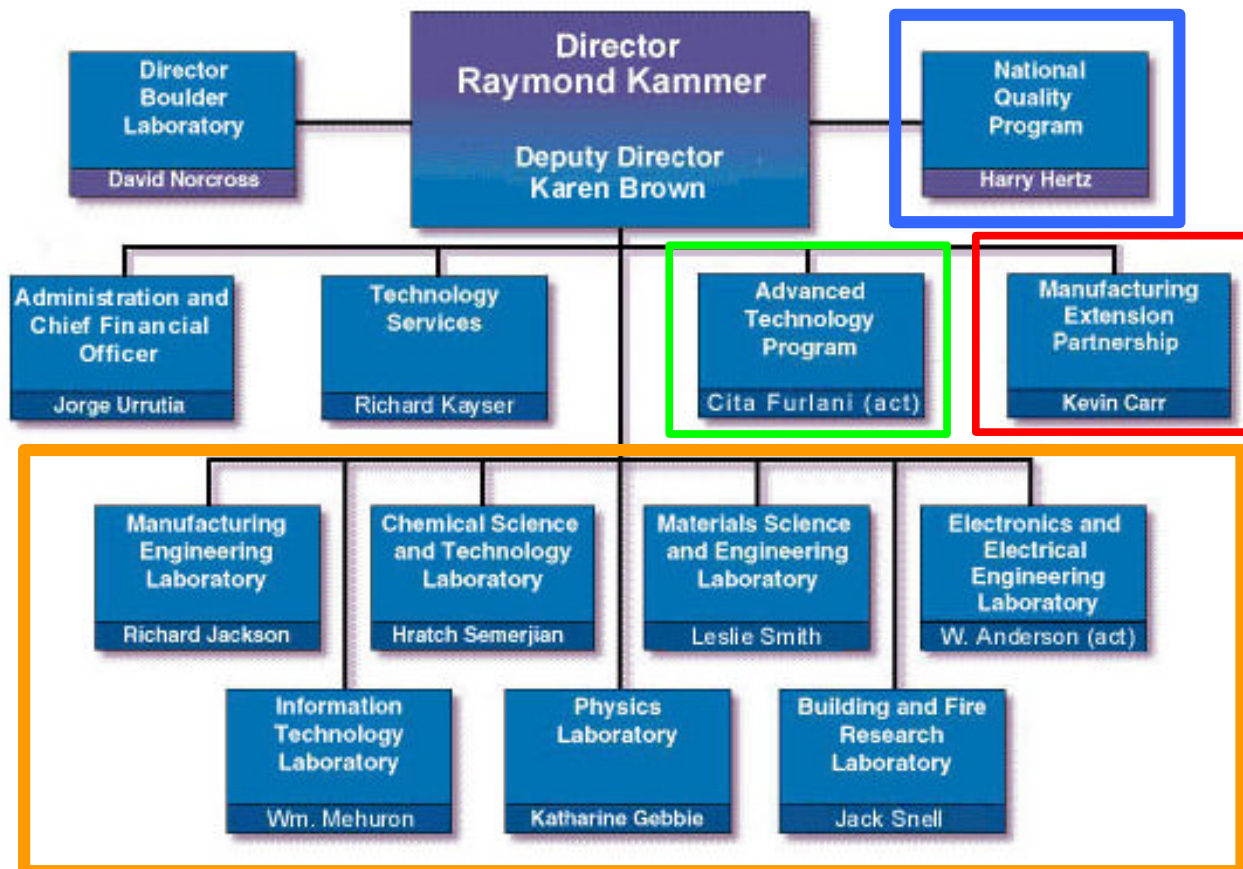 Director
Raymond Kammer
Deputy Director
Karen Brown
Director
Boulder
Laboratory
David Norcross
National
Quality
Program
Harry Hertz
Administration and
Chief Financial
Officer
Jorge Urrutia
Technology
Services
Richard Kayser
Advanced
Technology
Program
Cita Furlani (act)
Manufacturing
Extension
Partnership
Kevin Carr
Manufacturing
Engineering
Laboratory
Richard Jackson
Chemical Science
and Technology
Laboratory
Hratch Semerjian
Materials Science
and Engineering
Laboratory
Leslie Smith
Electronics and
Electrical
Engineering
Laboratory
W. Anderson (act)
Information
Technology
Laboratory
Wm. Mehuron
Physics
Laboratory
Katharine Gebbie
Building and Fire
Research
Laboratory
Jack Snell